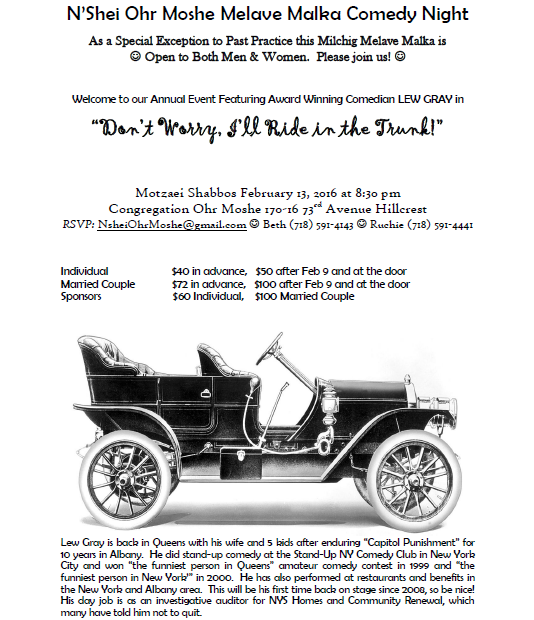 N'Shei Ohr Moshe Melave Malka Comedy Night
As a Special Exception to Past Practice this Milchig Melave Malka is
☺ Open to Both Men & Women. Please join us! ☺
Welcome to our Annual Event Featuring Award Winning Comedian LEW GRAY in
"Don't Worry, I'll Ride in the Trunk!"
Motzaei Shabbos February 13, 2016 at 8:30 pm
Congregation Ohr Moshe 170-16 73rd Avenue Hillcrest
RSVP: NsheiOhrMoshe@gmail.com ☺ Beth (718) 591-4143 ☺ Ruchie (718) 591-4441
Individual $40 in advance, $50 after Feb 9 and at the door
Married Couple $72 in advance, $100 after Feb 9 and at the door
Sponsors $60 Individual, $100 Married Couple
Lew Gray is back in Queens with his wife and 5 kids after enduring "Capitol Punishment" for
10 years in Albany. He did stand-up comedy at the Stand-Up NY Comedy Club in New York
City and won "the funniest person in Queens" amateur comedy contest in 1999 and "the
funniest person in New York'" in 2000. He has also performed at restaurants and benefits in
the New York and Albany area. This will be his first time back on stage since 2008, so be nice!
His day job is as an investigative auditor for NYS Homes and Community Renewal, which
many have told him not to quit.